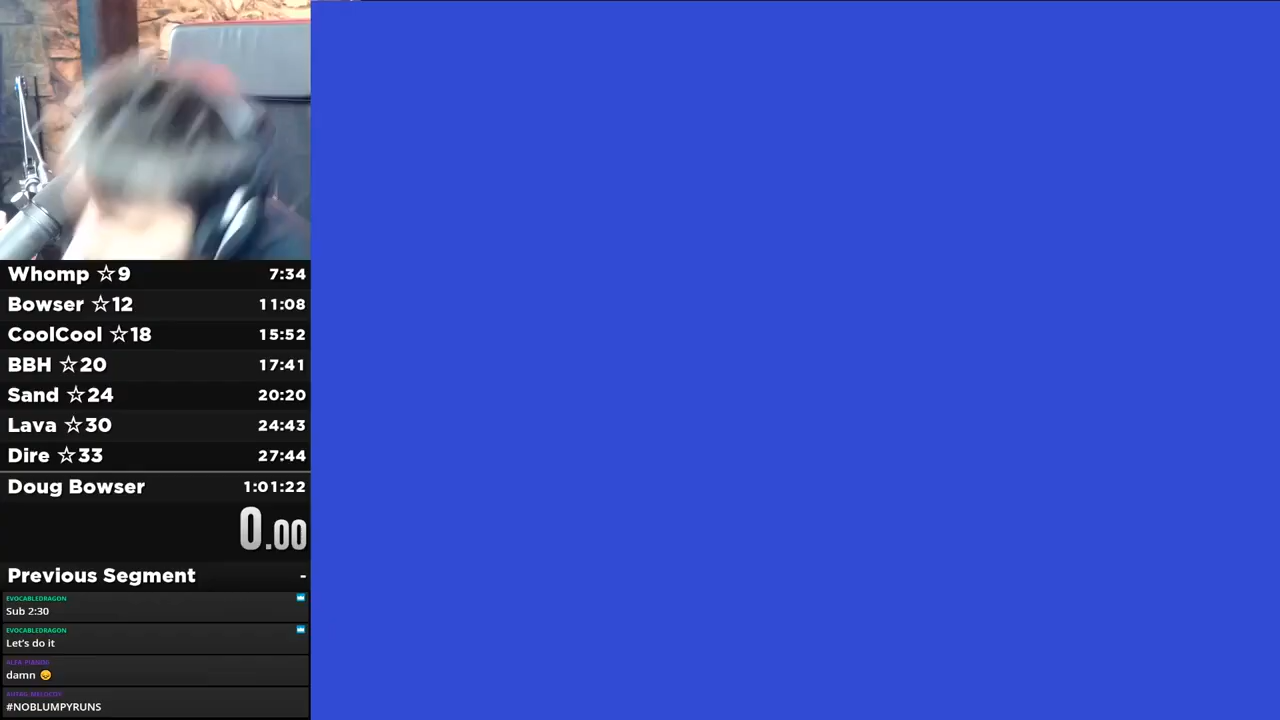 Whomp ☆9 7:34
Bowser ☆12 11:08
CoolCool ☆18 15:52
BBH ☆20 17:41
Sand ☆24 20:20
Lava ☆30 24:43
Dire ☆33 27:44
Doug Bowser 1:01:22
0.00
Previous Segment -
EVOCABLEDRAGON
Sub 2:30
EVOCABLEDRAGON
Let's do it
damn
#NOBLUMPYRUNS